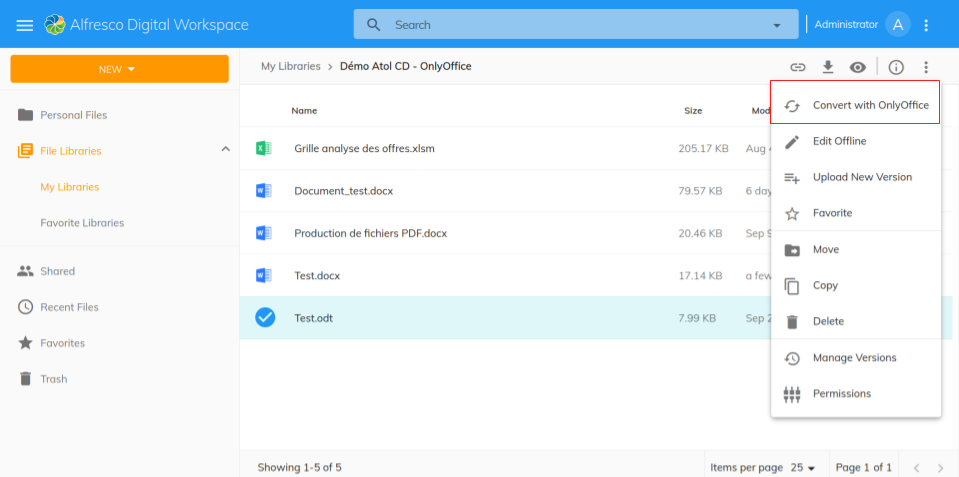 Alfresco Digital Workspace
Search
Administrator
A
NEW
My Libraries > Démo Atol CD - OnlyOffice
Personal Files
File Libraries
My Libraries
Favorite Libraries
Shared
Recent Files
Favorites
Trash
Name Size Mod
Grille analyse des offres.xlsm 205.17 KB Aug 4
Document_test.docx 79.57 KB 6 day
Production de fichiers PDF.docx 20.46 KB Sep 9
Test.docx 17.14 KB a few
Test.odt 7.99 KB Sep 2
Convert with OnlyOffice
Edit Offline
Upload New Version
Favorite
Move
Copy
Delete
Manage Versions
Permissions
Showing 1-5 of 5
Items per page 25
Page 1 of 1